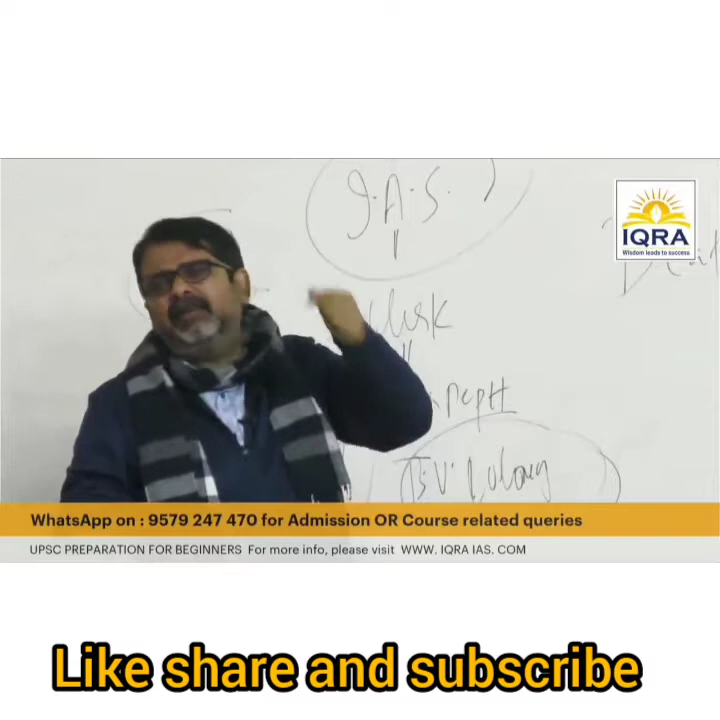 I.A.S.
IQRA
Wisdom leads to success
WhatsApp on : 9579 247 470 for Admission OR Course related queries
UPSC PREPARATION FOR BEGINNERS For more info, please visit WWW. IQRA IAS. COM
Like share and subscribe